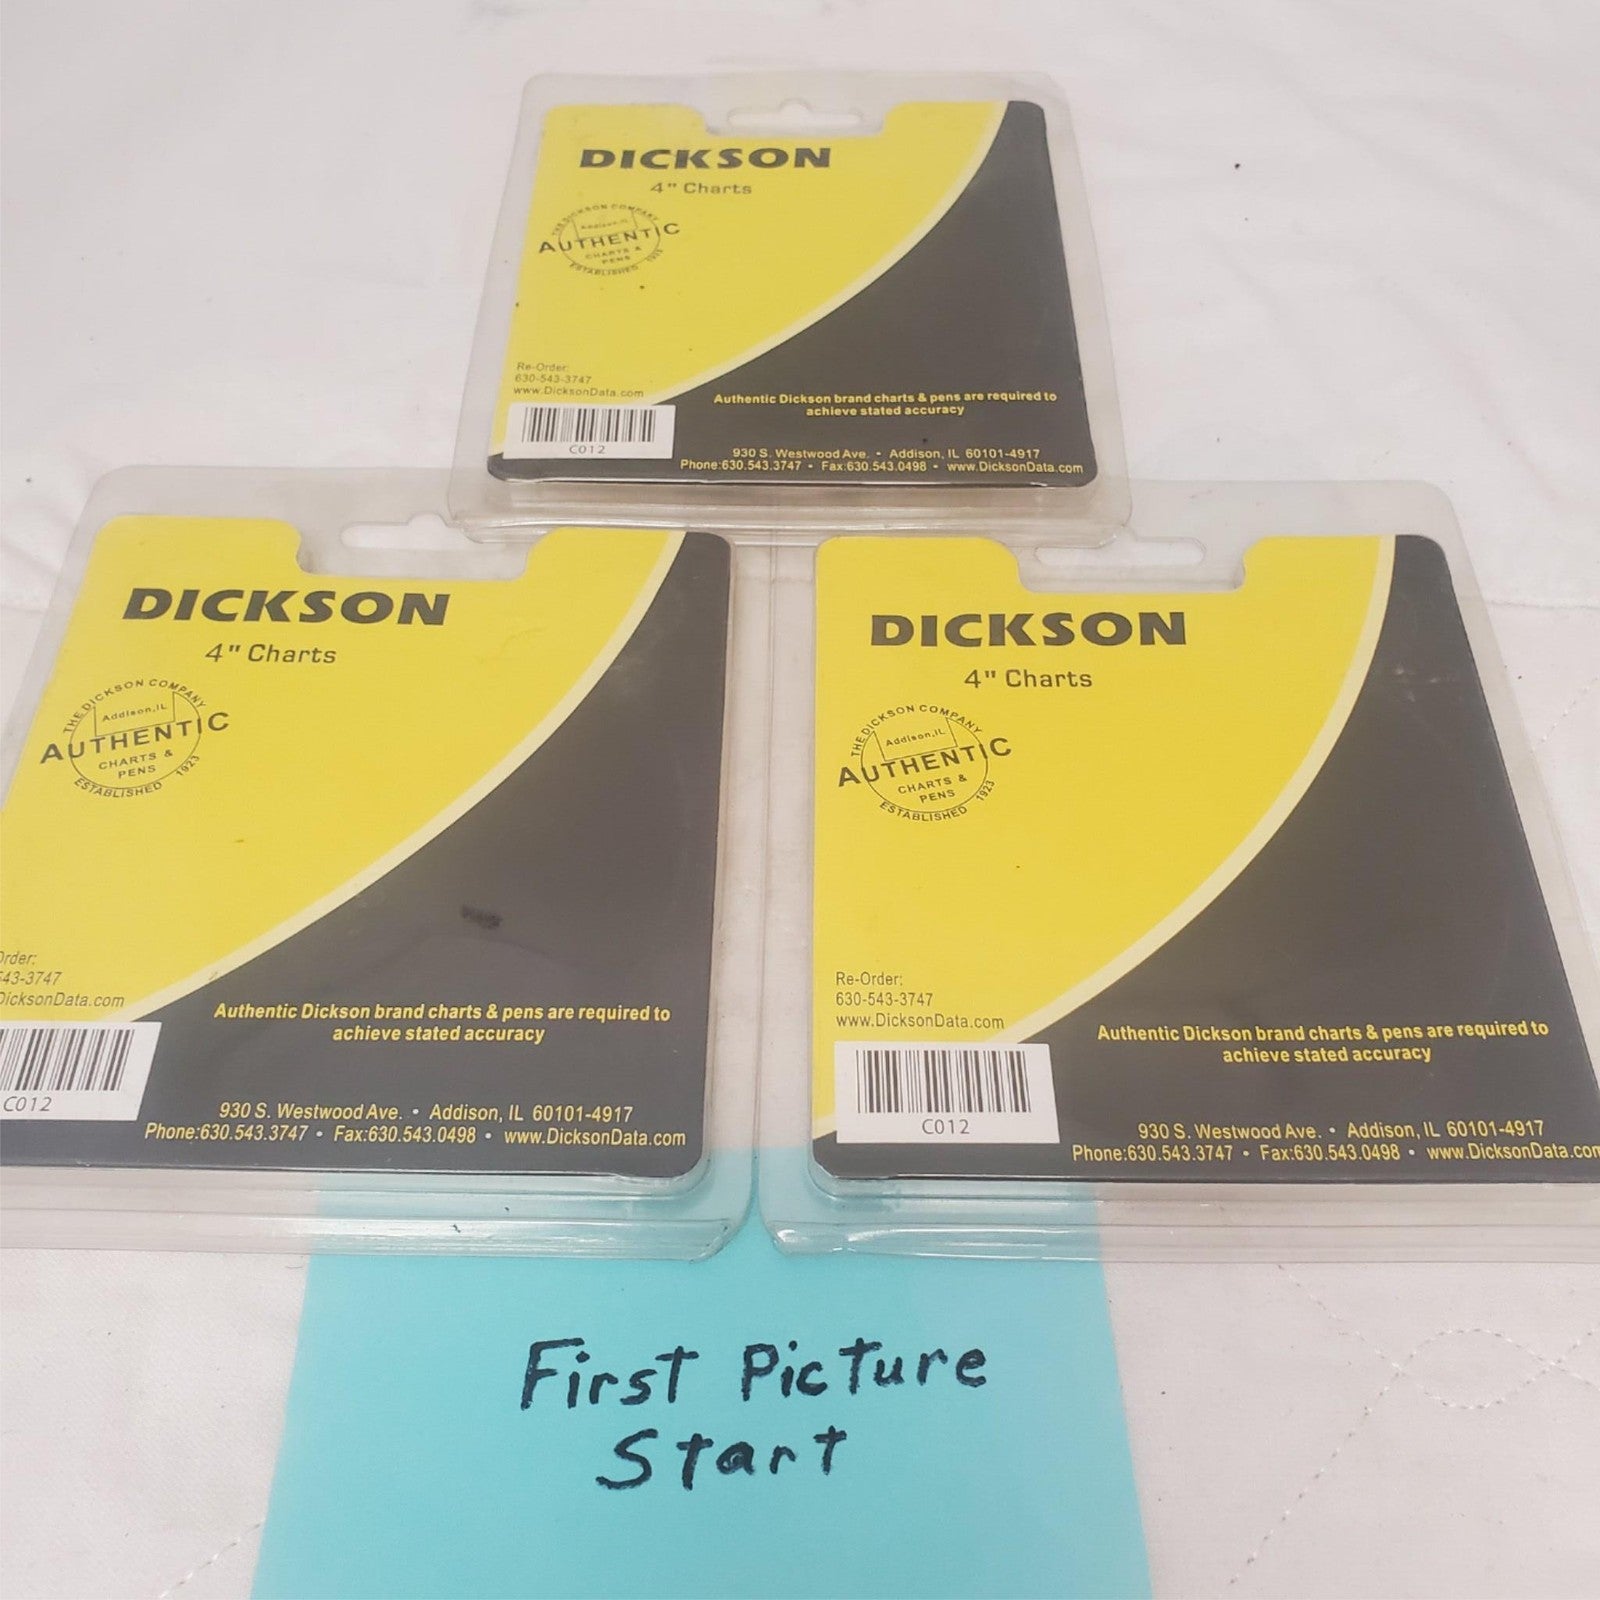 DICKSON
4" Charts
THE DICKSON COMPANY
Addison, IL
AUTHENTIC
CHARTS &
PENS
ESTABLISHED 1923
Re-Order:
630-543-3747
www.DicksonData.com
C012
Authentic Dickson brand charts & pens are required to
achieve stated accuracy
930 S. Westwood Ave. • Addison, IL 60101-4917
Phone:630.543.3747 • Fax:630.543.0498 • www.DicksonData.com
DICKSON
4" Charts
THE DICKSON COMPANY
Addison,IL
AUTHENTIC
CHARTS &
PENS
ESTABLISHED 1923
Order:
543-3747
DicksonData.com
C012
Authentic Dickson brand charts & pens are required to
achieve stated accuracy
930 S. Westwood Ave. • Addison, IL 60101-4917
Phone:630.543.3747 • Fax:630.543.0498 • www.DicksonData.com
DICKSON
4" Charts
THE DICKSON COMPANY
Addison,IL
AUTHENTIC
CHARTS &
PENS
ESTABLISHED 1923
Re-Order:
630-543-3747
www.DicksonData.com
C012
Authentic Dickson brand charts & pens are required to
achieve stated accuracy
930 S. Westwood Ave. • Addison, IL 60101-4917
Phone:630.543.3747 • Fax:630.543.0498 • www.DicksonData.com
First Picture
Start